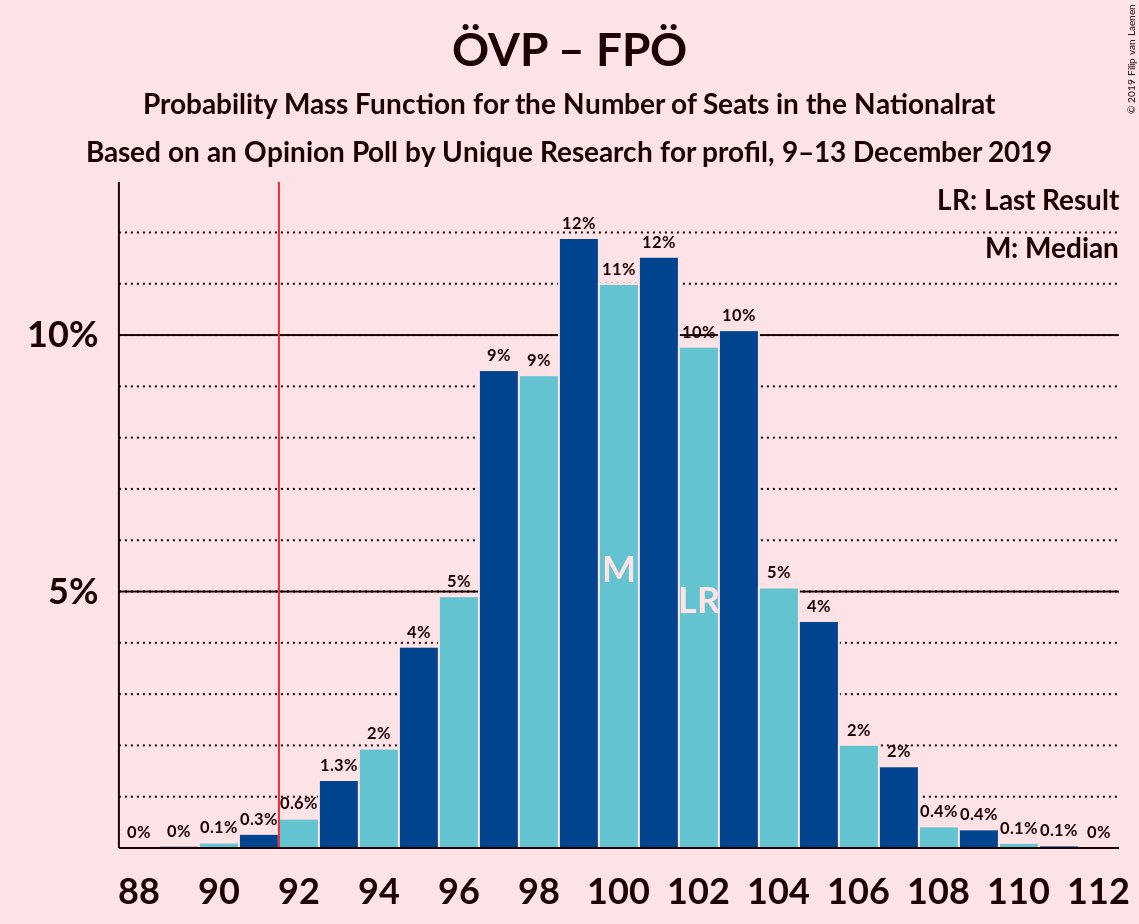 ÖVP – FPÖ
Probability Mass Function for the Number of Seats in the Nationalrat
Based on an Opinion Poll by Unique Research for profil, 9–13 December 2019
© 2019 Filip van Laenen
LR: Last Result
M: Median
10%
5%
0% 0% 0.1% 0.3% 0.6% 1.3% 2% 4% 5% 9% 9% 12% 11% 12% 10% 10% 5% 4% 2% 2% 0.4% 0.4% 0.1% 0.1% 0%
M
LR
88 90 92 94 96 98 100 102 104 106 108 110 112